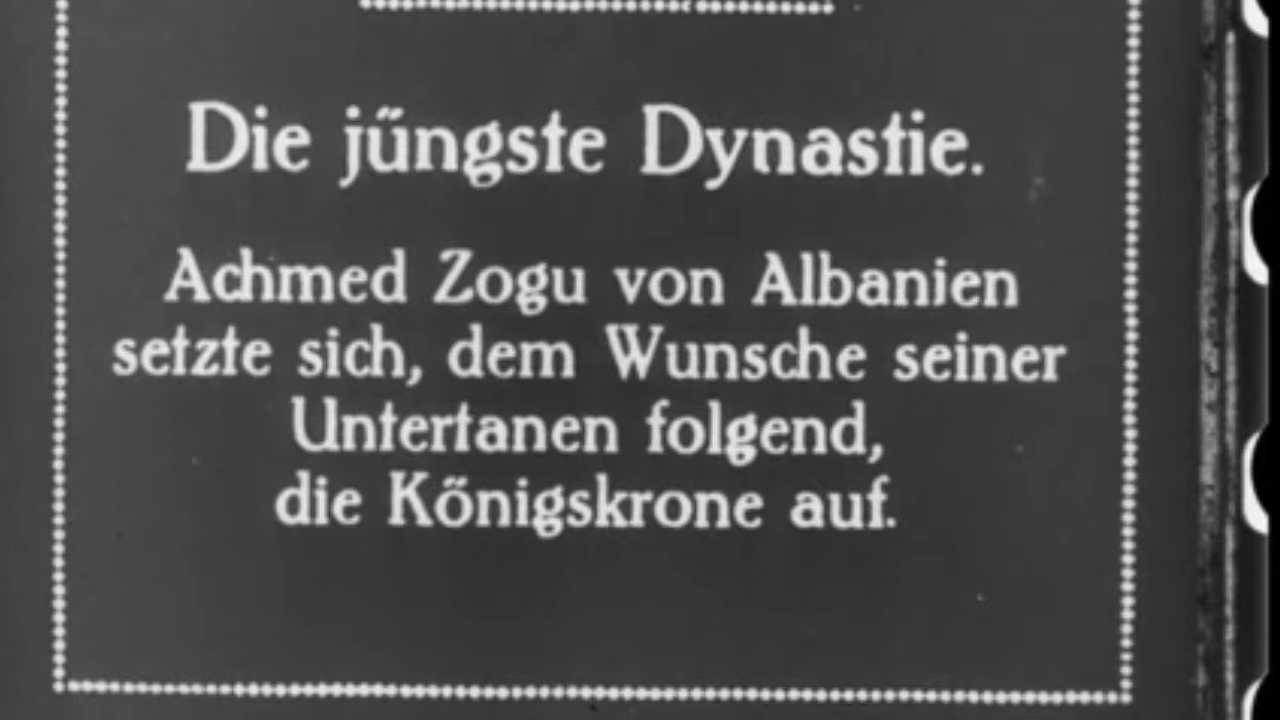 Die jüngste Dynastie.
Achmed Zogu von Albanien
setzte sich, dem Wunsche seiner
Untertanen folgend,
die Königskrone auf.